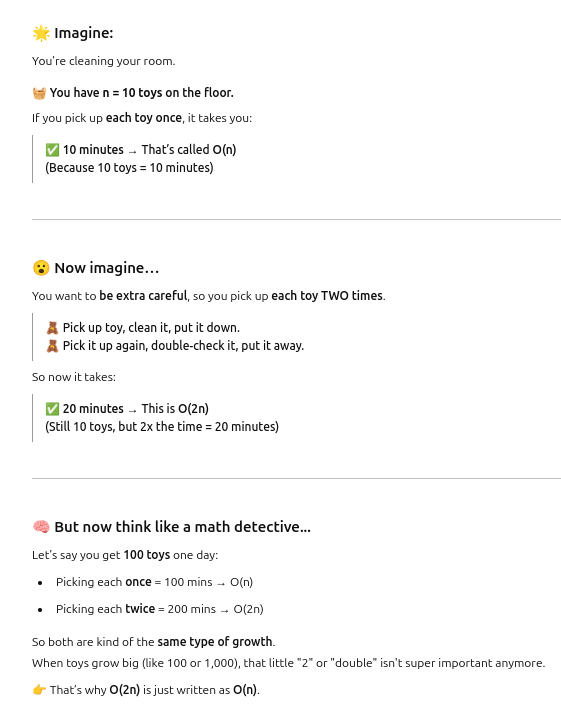 🌟 Imagine:
You're cleaning your room.
🧺 You have n = 10 toys on the floor.
If you pick up each toy once, it takes you:
✅ 10 minutes → That's called O(n)
(Because 10 toys = 10 minutes)
😮 Now imagine…
You want to be extra careful, so you pick up each toy TWO times.
🧸 Pick up toy, clean it, put it down.
🧸 Pick it up again, double-check it, put it away.
So now it takes:
✅ 20 minutes → This is O(2n)
(Still 10 toys, but 2x the time = 20 minutes)
🧠 But now think like a math detective...
Let's say you get 100 toys one day:
• Picking each once = 100 mins → O(n)
• Picking each twice = 200 mins → O(2n)
So both are kind of the same type of growth.
When toys grow big (like 100 or 1,000), that little "2" or "double" isn't super important anymore.
👉 That's why O(2n) is just written as O(n).